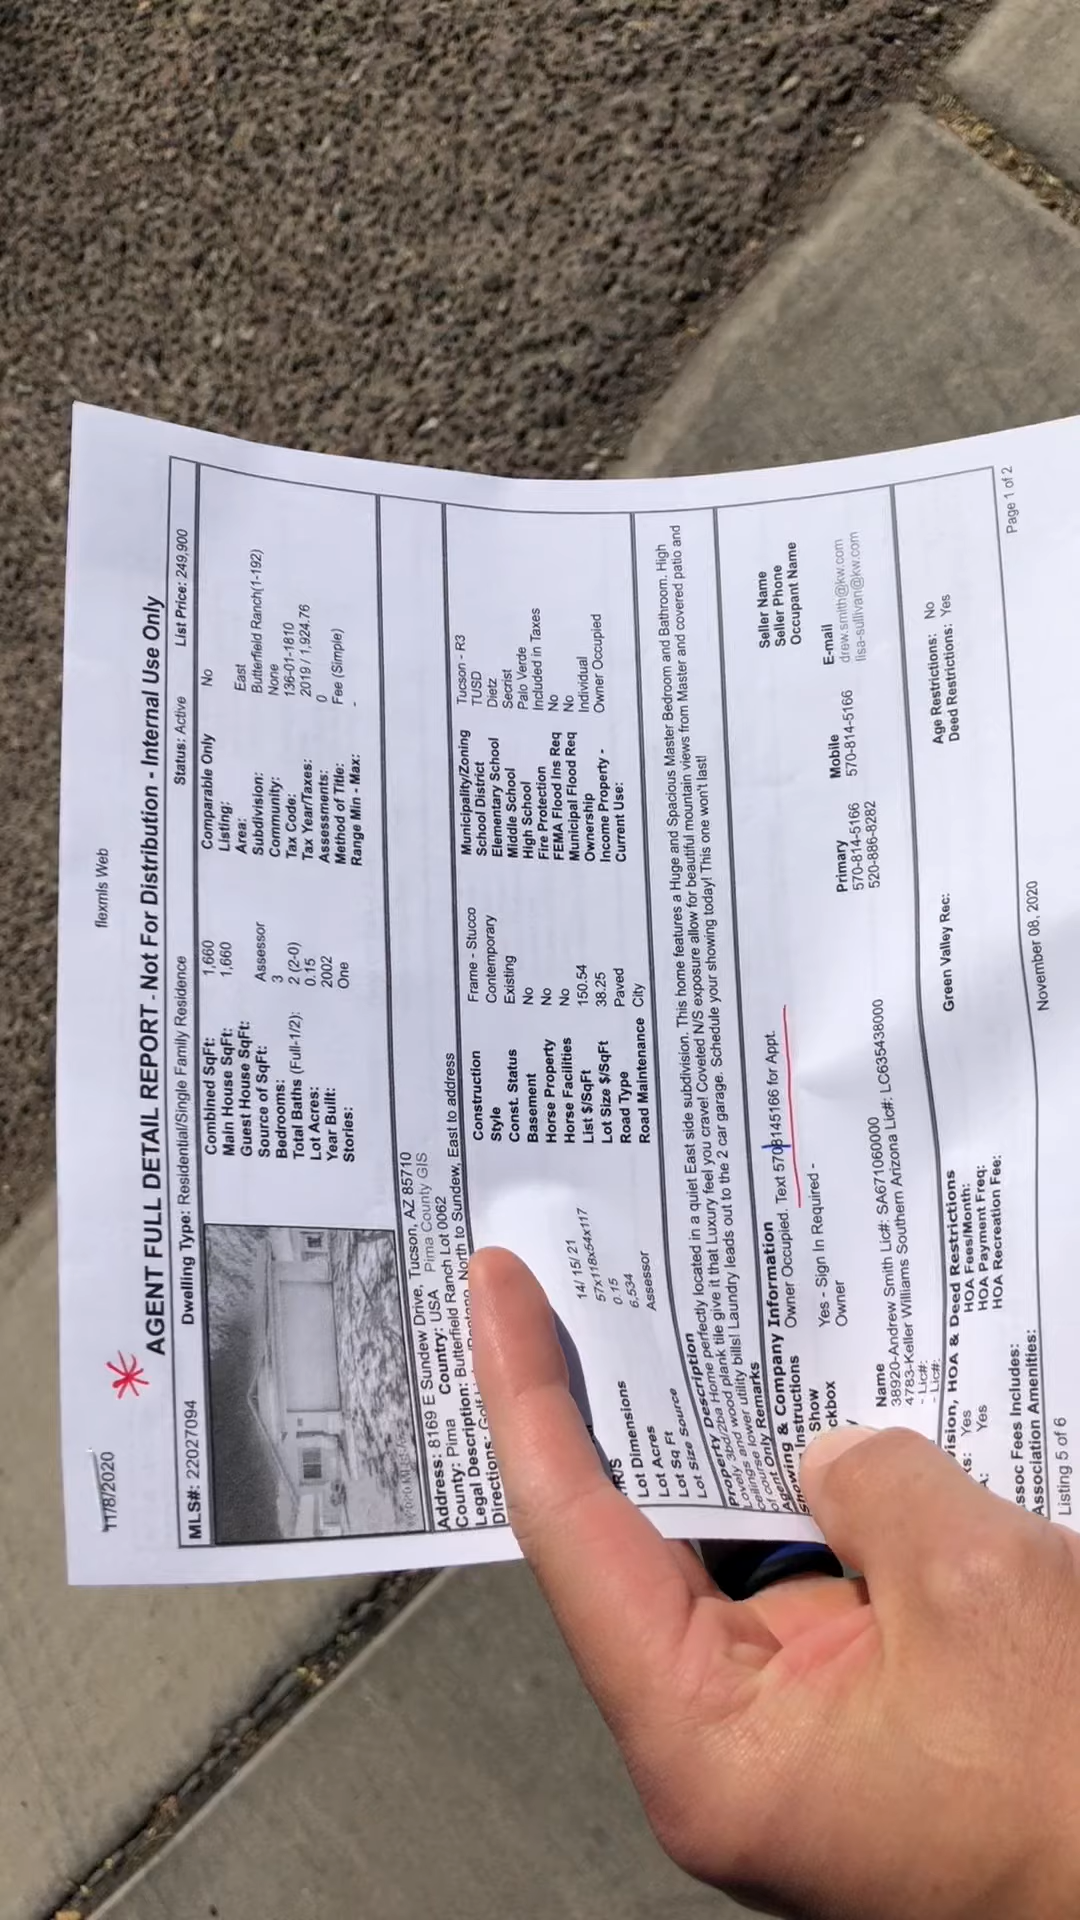 11/8/2020
flexmls Web
AGENT FULL DETAIL REPORT - Not For Distribution - Internal Use Only
MLS#: 22027094 Dwelling Type: Residential/Single Family Residence Status: Active List Price: 249,900
Combined SqFt: 1,660
Main House SqFt: 1,660
Guest House SqFt:
Source of SqFt: Assessor
Bedrooms: 3
Total Baths (Full-1/2): 2 (2-0)
Lot Acres: 0.15
Year Built: 2002
Stories: One
Comparable Only No
Listing:
Area: East
Subdivision: Butterfield Ranch(1-192)
Community: None
Tax Code: 136-01-1810
Tax Year/Taxes: 2019 / 1,924.76
Assessments: 0
Method of Title: Fee (Simple)
Range Min - Max: -
Address: 8169 E Sundew Drive, Tucson, AZ 85710
County: Pima Country: USA Pima County GIS
Legal Description: Butterfield Ranch Lot 0062
Directions: North to Sundew, East to address
14/ 15/ 21
Lot Dimensions 57x118x54x117
Lot Acres 0.15
Lot Sq Ft 6,534
Lot Size Source Assessor
Construction Frame - Stucco
Style Contemporary
Const. Status Existing
Basement No
Horse Property No
Horse Facilities No
List $/SqFt 150.54
Lot Size $/SqFt 38.25
Road Type Paved
Road Maintenance City
Municipality/Zoning Tucson - R3
School District TUSD
Elementary School Dietz
Middle School Secrist
High School Palo Verde
Fire Protection Included in Taxes
FEMA Flood Ins Req No
Municipal Flood Req No
Ownership Individual
Income Property - Owner Occupied
Current Use:
Property Description
Lovely 3bd/2ba Home perfectly located in a quiet East side subdivision. This home features a Huge and Spacious Master Bedroom and Bathroom. High
ceilings and wood plank tile give it that Luxury feel you crave! Coveted N/S exposure allow for beautiful mountain views from Master and covered patio and
of course lower utility bills! Laundry leads out to the 2 car garage. Schedule your showing today! This one won't last!
Agent Only Remarks
Agency & Company Information
Showing Instructions Owner Occupied. Text 5708145166 for Appt.
Show Yes - Sign In Required -
ckbox Owner
Seller Name
Seller Phone
Occupant Name
Name Primary Mobile E-mail
38920-Andrew Smith Lic#: SA671060000 570-814-5166 570-814-5166 drew.smith@kw.com
4783-Keller Williams Southern Arizona Lic#: LC635438000 520-886-8282 lisa-sullivan@kw.com
- Lic#:
- Lic#:
vision, HOA & Deed Restrictions
Yes HOA Fees/Month:
Yes HOA Payment Freq:
HOA Recreation Fee:
Green Valley Rec:
Age Restrictions: No
Deed Restrictions: Yes
ssoc Fees Includes:
Association Amenities:
Listing 5 of 6
November 08, 2020
Page 1 of 2